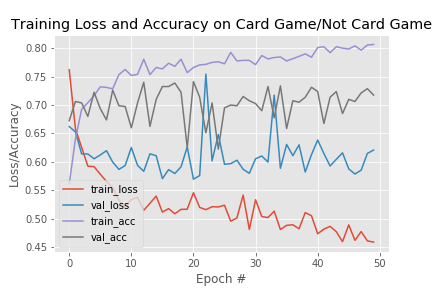 Training Loss and Accuracy on Card Game/Not Card Game
0.80
0.75
0.70
0.65
0.60
0.55
0.50
0.45
Loss/Accuracy
train_loss
val_loss
train_acc
val_acc
0 10 20 30 40 50
Epoch #